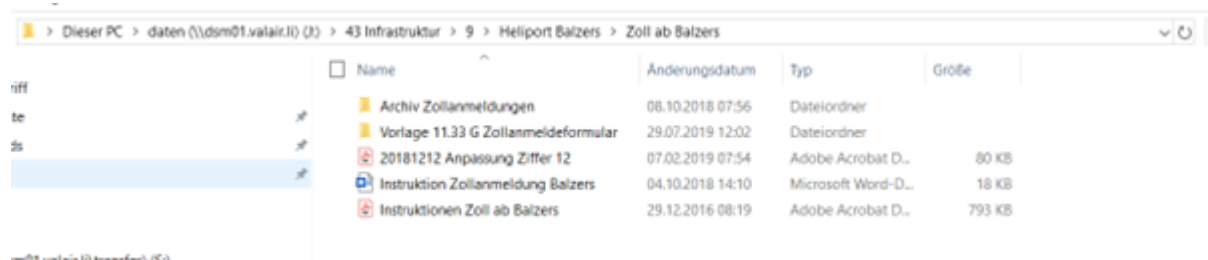 > Dieser PC > daten (\\dsm01.valair.li) (J:) > 43 Infrastruktur > 9 > Heliport Balzers > Zoll ab Balzers
Name Änderungsdatum Typ Größe
riff
Archiv Zollanmeldungen 08.10.2018 07:56 Dateiordner
te
Vorlage 11.33 G Zollanmeldeformular 29.07.2019 12:02 Dateiordner
ds
20181212 Anpassung Ziffer 12 07.02.2019 07:54 Adobe Acrobat D... 80 KB
Instruktion Zollanmeldung Balzers 04.10.2018 14:10 Microsoft Word-D... 18 KB
Instruktionen Zoll ab Balzers 29.12.2016 08:19 Adobe Acrobat D... 793 KB